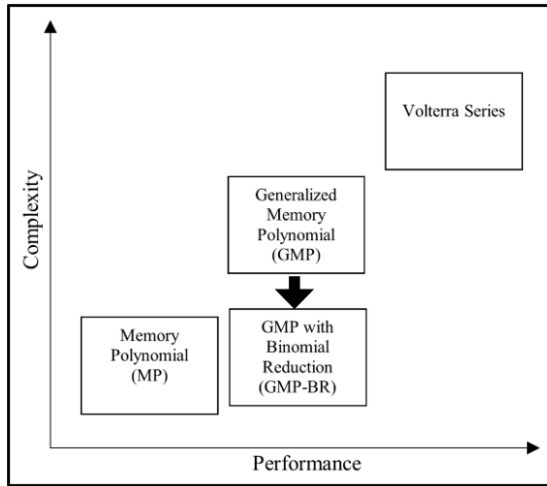 Complexity
Volterra Series
Generalized
Memory
Polynomial
(GMP)
Memory
Polynomial
(MP)
GMP with
Binomial
Reduction
(GMP-BR)
Performance